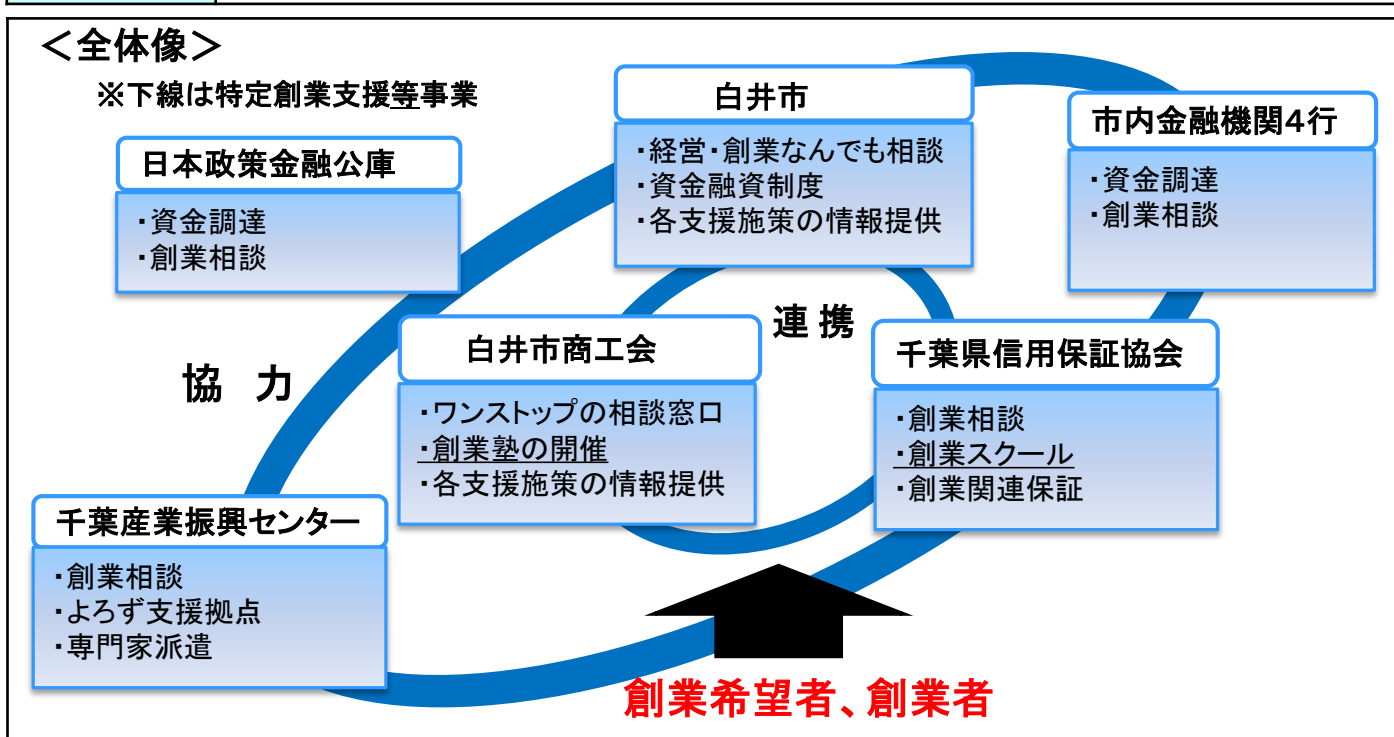 ＜全体像＞
※下線は特定創業支援等事業
日本政策金融公庫
・資金調達
・創業相談
白井市
・経営・創業なんでも相談
・資金融資制度
・各支援施策の情報提供
市内金融機関4行
・資金調達
・創業相談
協 力
連 携
白井市商工会
・ワンストップの相談窓口
・創業塾の開催
・各支援施策の情報提供
千葉県信用保証協会
・創業相談
・創業スクール
・創業関連保証
千葉産業振興センター
・創業相談
・よろず支援拠点
・専門家派遣
創業希望者、創業者